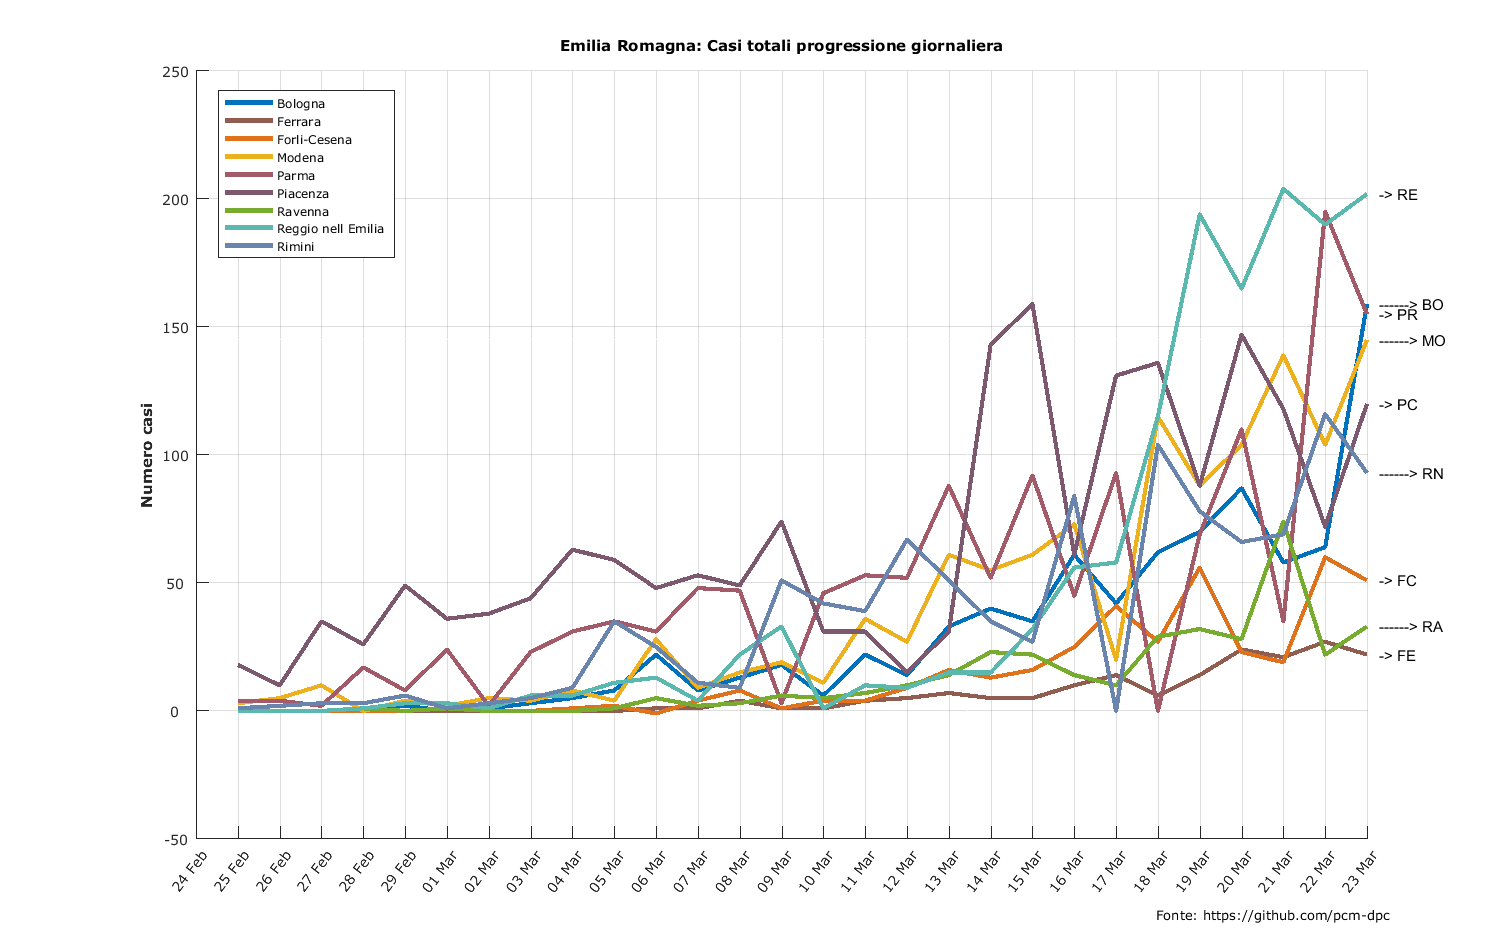 Emilia Romagna: Casi totali progressione giornaliera
250
200
150
100
50
0
-50
Numero casi
Bologna
Ferrara
Forli-Cesena
Modena
Parma
Piacenza
Ravenna
Reggio nell Emilia
Rimini
-> RE
------> BO
-> PR
------> MO
-> PC
------> RN
-> FC
------> RA
-> FE
24 Feb
25 Feb
26 Feb
27 Feb
28 Feb
29 Feb
01 Mar
02 Mar
03 Mar
04 Mar
05 Mar
06 Mar
07 Mar
08 Mar
09 Mar
10 Mar
11 Mar
12 Mar
13 Mar
14 Mar
15 Mar
16 Mar
17 Mar
18 Mar
19 Mar
20 Mar
21 Mar
22 Mar
23 Mar
Fonte: https://github.com/pcm-dpc